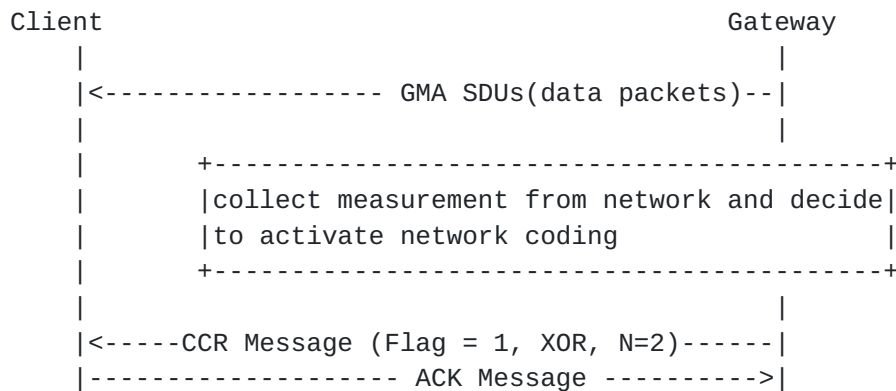 Client Gateway
GMA SDUs(data packets)
collect measurement from network and decide
to activate network coding
CCR Message (Flag = 1, XOR, N=2)
ACK Message